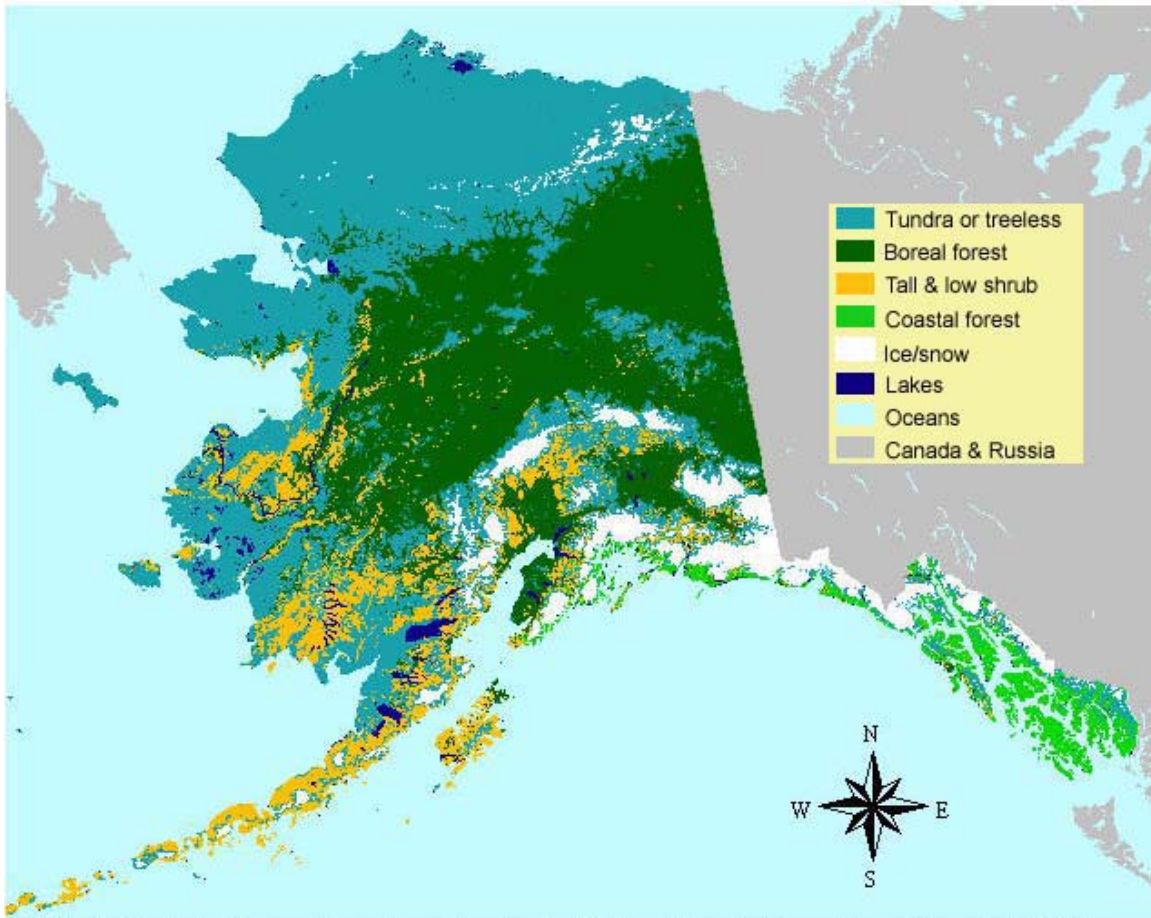 Tundra or treeless
Boreal forest
Tall & low shrub
Coastal forest
Ice/snow
Lakes
Oceans
Canada & Russia
N
W E
S